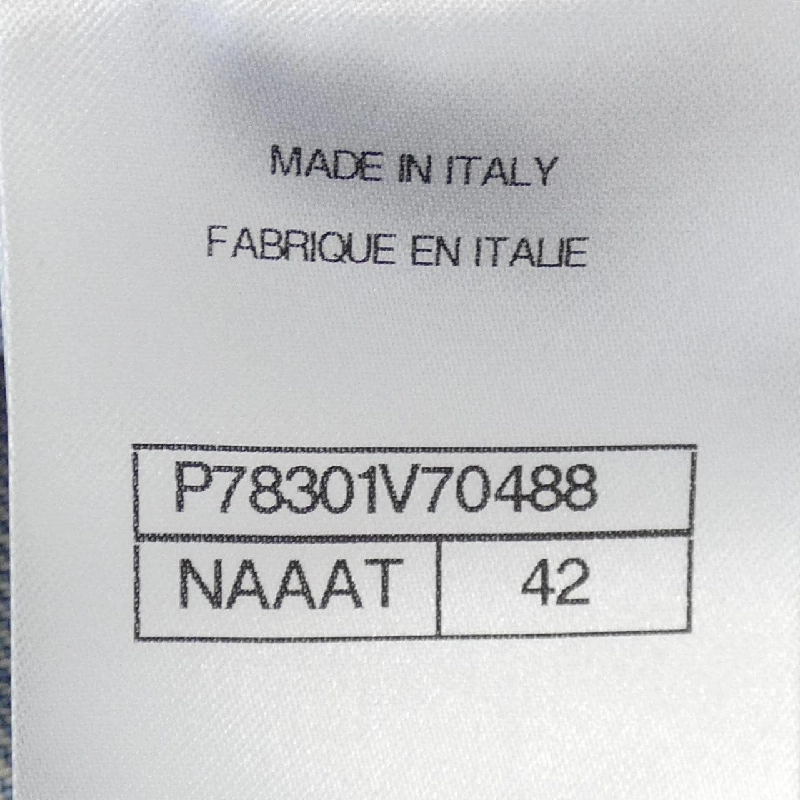 MADE IN ITALY
FABRIQUE EN ITALIE
P78301V70488
NAAAT 42